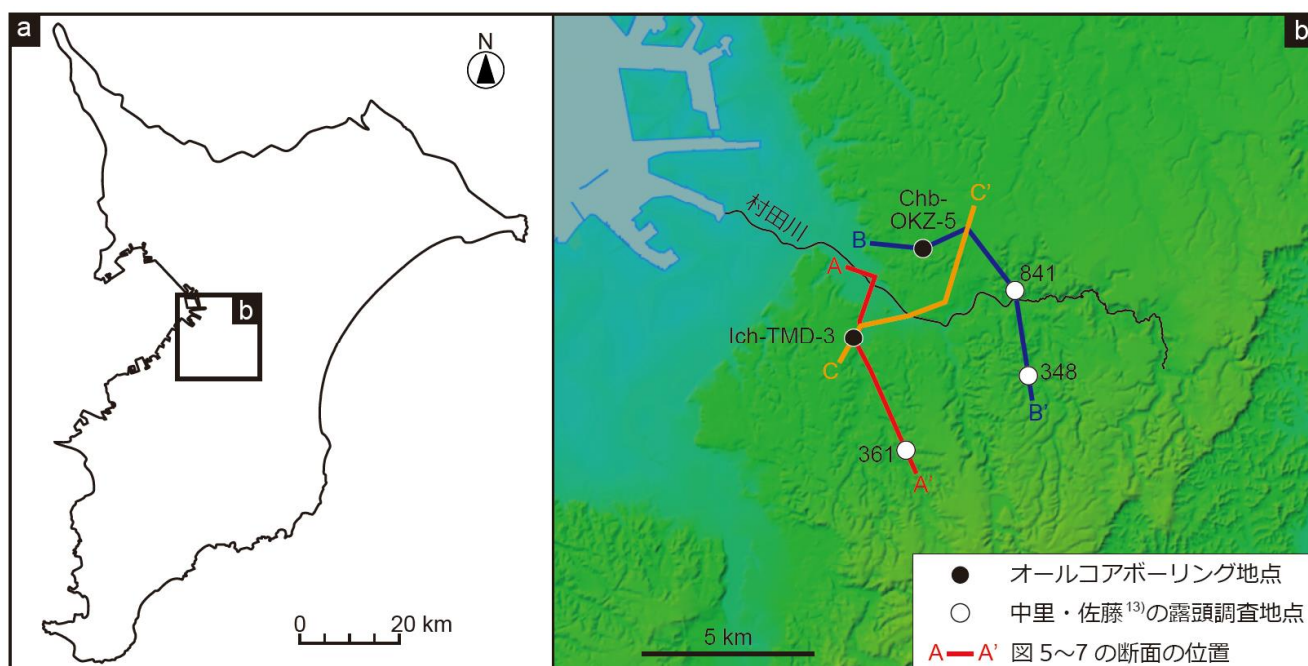 a
N
b
0
20 km
b
村田川
Chb-
OKZ-5
C'
B
A
841
Ich-TMD-3
C
348
B'
361
A'
5 km
● オールコアボーリング地点
○ 中里・佐藤¹³⁾の露頭調査地点
A — A' 図 5～7 の断面の位置